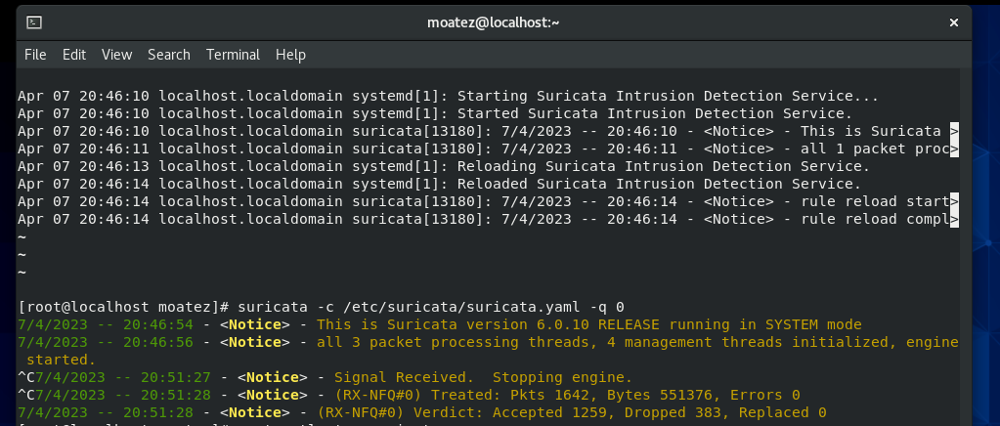 moatez@localhost:~
File Edit View Search Terminal Help
Apr 07 20:46:10 localhost.localdomain systemd[1]: Starting Suricata Intrusion Detection Service...
Apr 07 20:46:10 localhost.localdomain systemd[1]: Started Suricata Intrusion Detection Service.
Apr 07 20:46:10 localhost.localdomain suricata[13180]: 7/4/2023 -- 20:46:10 - <Notice> - This is Suricata >
Apr 07 20:46:11 localhost.localdomain suricata[13180]: 7/4/2023 -- 20:46:11 - <Notice> - all 1 packet proc>
Apr 07 20:46:13 localhost.localdomain systemd[1]: Reloading Suricata Intrusion Detection Service.
Apr 07 20:46:14 localhost.localdomain systemd[1]: Reloaded Suricata Intrusion Detection Service.
Apr 07 20:46:14 localhost.localdomain suricata[13180]: 7/4/2023 -- 20:46:14 - <Notice> - rule reload start>
Apr 07 20:46:14 localhost.localdomain suricata[13180]: 7/4/2023 -- 20:46:14 - <Notice> - rule reload compl>
~
~
~
[root@localhost moatez]# suricata -c /etc/suricata/suricata.yaml -q 0
7/4/2023 -- 20:46:54 - <Notice> - This is Suricata version 6.0.10 RELEASE running in SYSTEM mode
7/4/2023 -- 20:46:56 - <Notice> - all 3 packet processing threads, 4 management threads initialized, engine
started.
^C7/4/2023 -- 20:51:27 - <Notice> - Signal Received.  Stopping engine.
^C7/4/2023 -- 20:51:28 - <Notice> - (RX-NFQ#0) Treated: Pkts 1642, Bytes 551376, Errors 0
7/4/2023 -- 20:51:28 - <Notice> - (RX-NFQ#0) Verdict: Accepted 1259, Dropped 383, Replaced 0